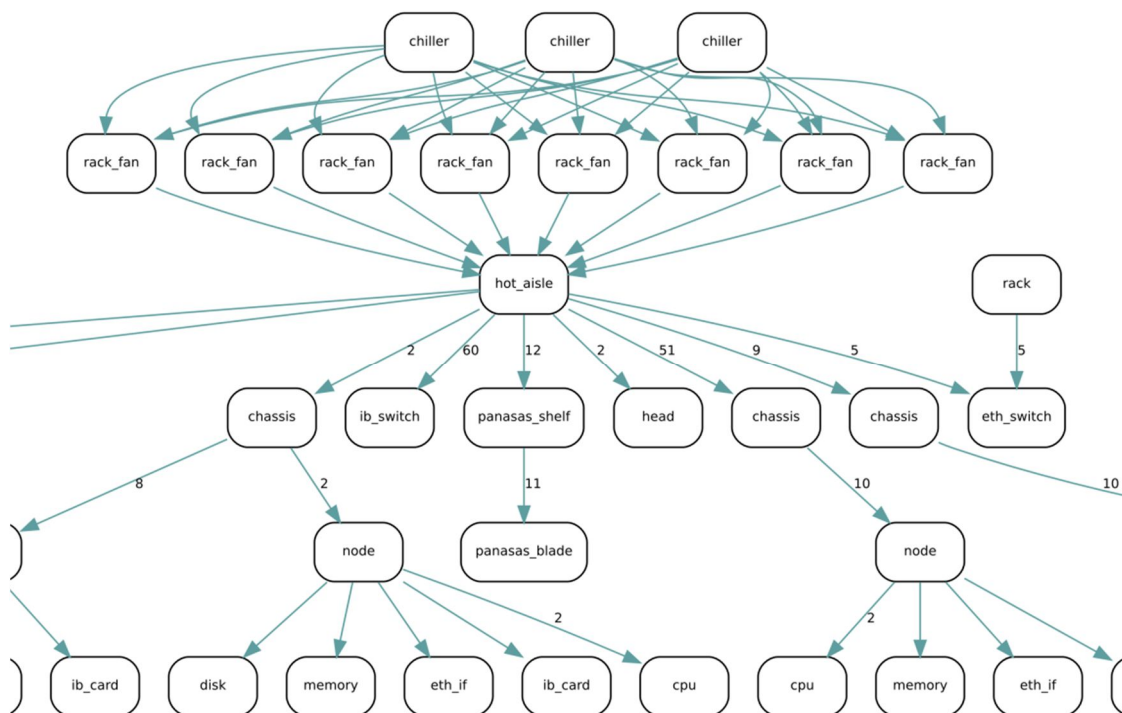 chiller chiller chiller
rack_fan rack_fan rack_fan rack_fan rack_fan rack_fan rack_fan rack_fan
hot_aisle rack
2 60 12 2 51 9 5 5
chassis ib_switch panasas_shelf head chassis chassis eth_switch
8 2 11 10 10
node panasas_blade node
2 2
ib_card disk memory eth_if ib_card cpu cpu memory eth_if